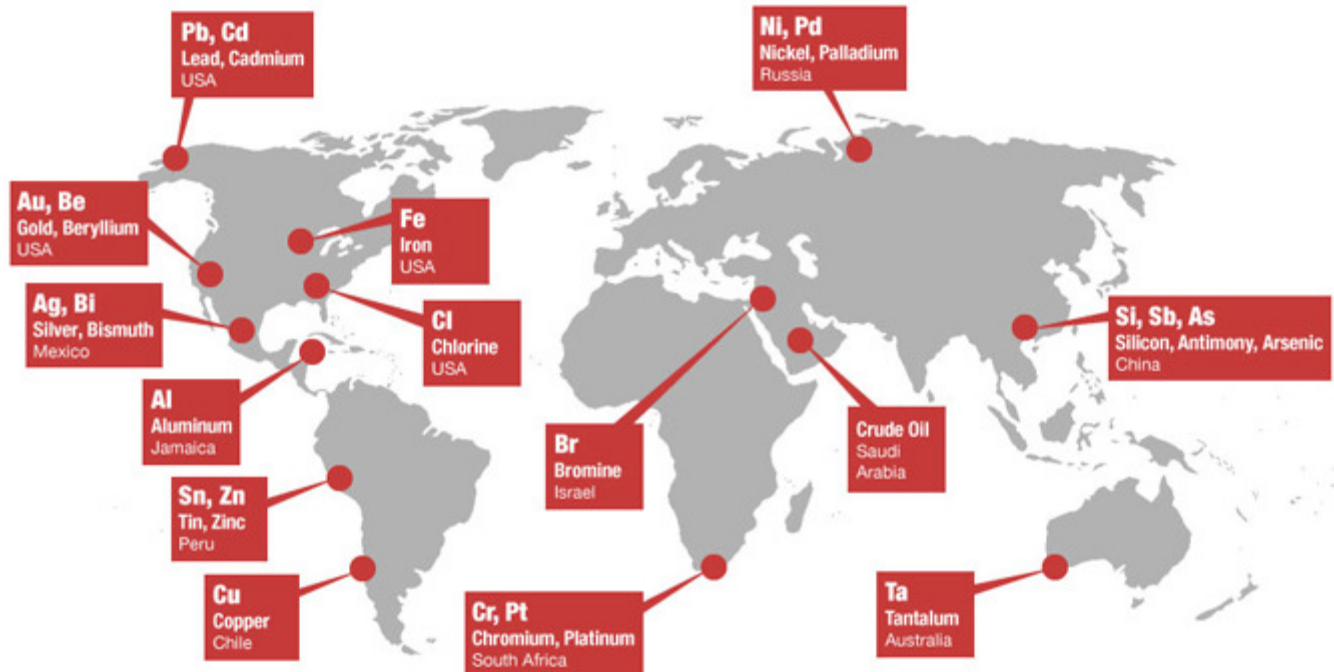 Pb, Cd
Lead, Cadmium
USA
Ni, Pd
Nickel, Palladium
Russia
Au, Be
Gold, Beryllium
USA
Fe
Iron
USA
Ag, Bi
Silver, Bismuth
Mexico
Cl
Chlorine
USA
Si, Sb, As
Silicon, Antimony, Arsenic
China
Al
Aluminum
Jamaica
Br
Bromine
Israel
Crude Oil
Saudi
Arabia
Sn, Zn
Tin, Zinc
Peru
Cu
Copper
Chile
Cr, Pt
Chromium, Platinum
South Africa
Ta
Tantalum
Australia